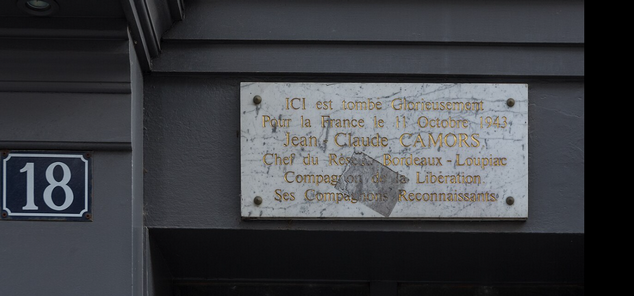 18
ICI est tombé Glorieusement
Pour la France le 11 Octobre 1943
Jean Claude CAMORS
Chef du Réseau Bordeaux - Loupiac
Compagnon de la Libération
Ses Compagnons Reconnaissants